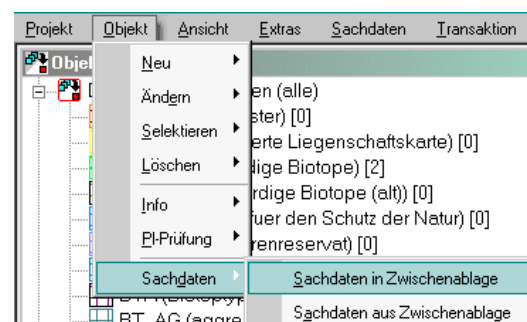 Projekt Objekt Ansicht Extras Sachdaten Transaktion
Obje
Neu
en (alle)
Ändern
ster) [0]
Selektieren
erte Liegenschaftskarte) [0]
Löschen
dige Biotope) [2]
rdige Biotope (alt)) [0]
Info
fuer den Schutz der Natur) [0]
PI-Prüfung
renreservat) [0]
Sachdaten
Sachdaten in Zwischenablage
BT_AG (aggre
Sachdaten aus Zwischenablage